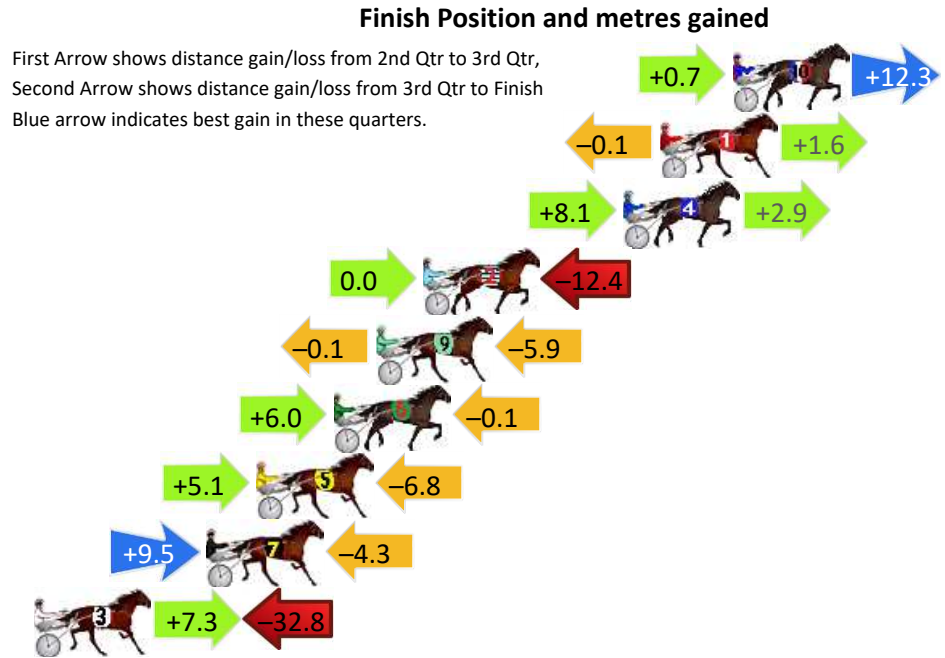 Finish Position and metres gained
First Arrow shows distance gain/loss from 2nd Qtr to 3rd Qtr,
Second Arrow shows distance gain/loss from 3rd Qtr to Finish
Blue arrow indicates best gain in these quarters.
+0.7 10 +12.3
−0.1 1 +1.6
+8.1 4 +2.9
0.0 2 −12.4
−0.1 9 −5.9
+6.0 −0.1
+5.1 5 −6.8
+9.5 7 −4.3
3 +7.3 −32.8